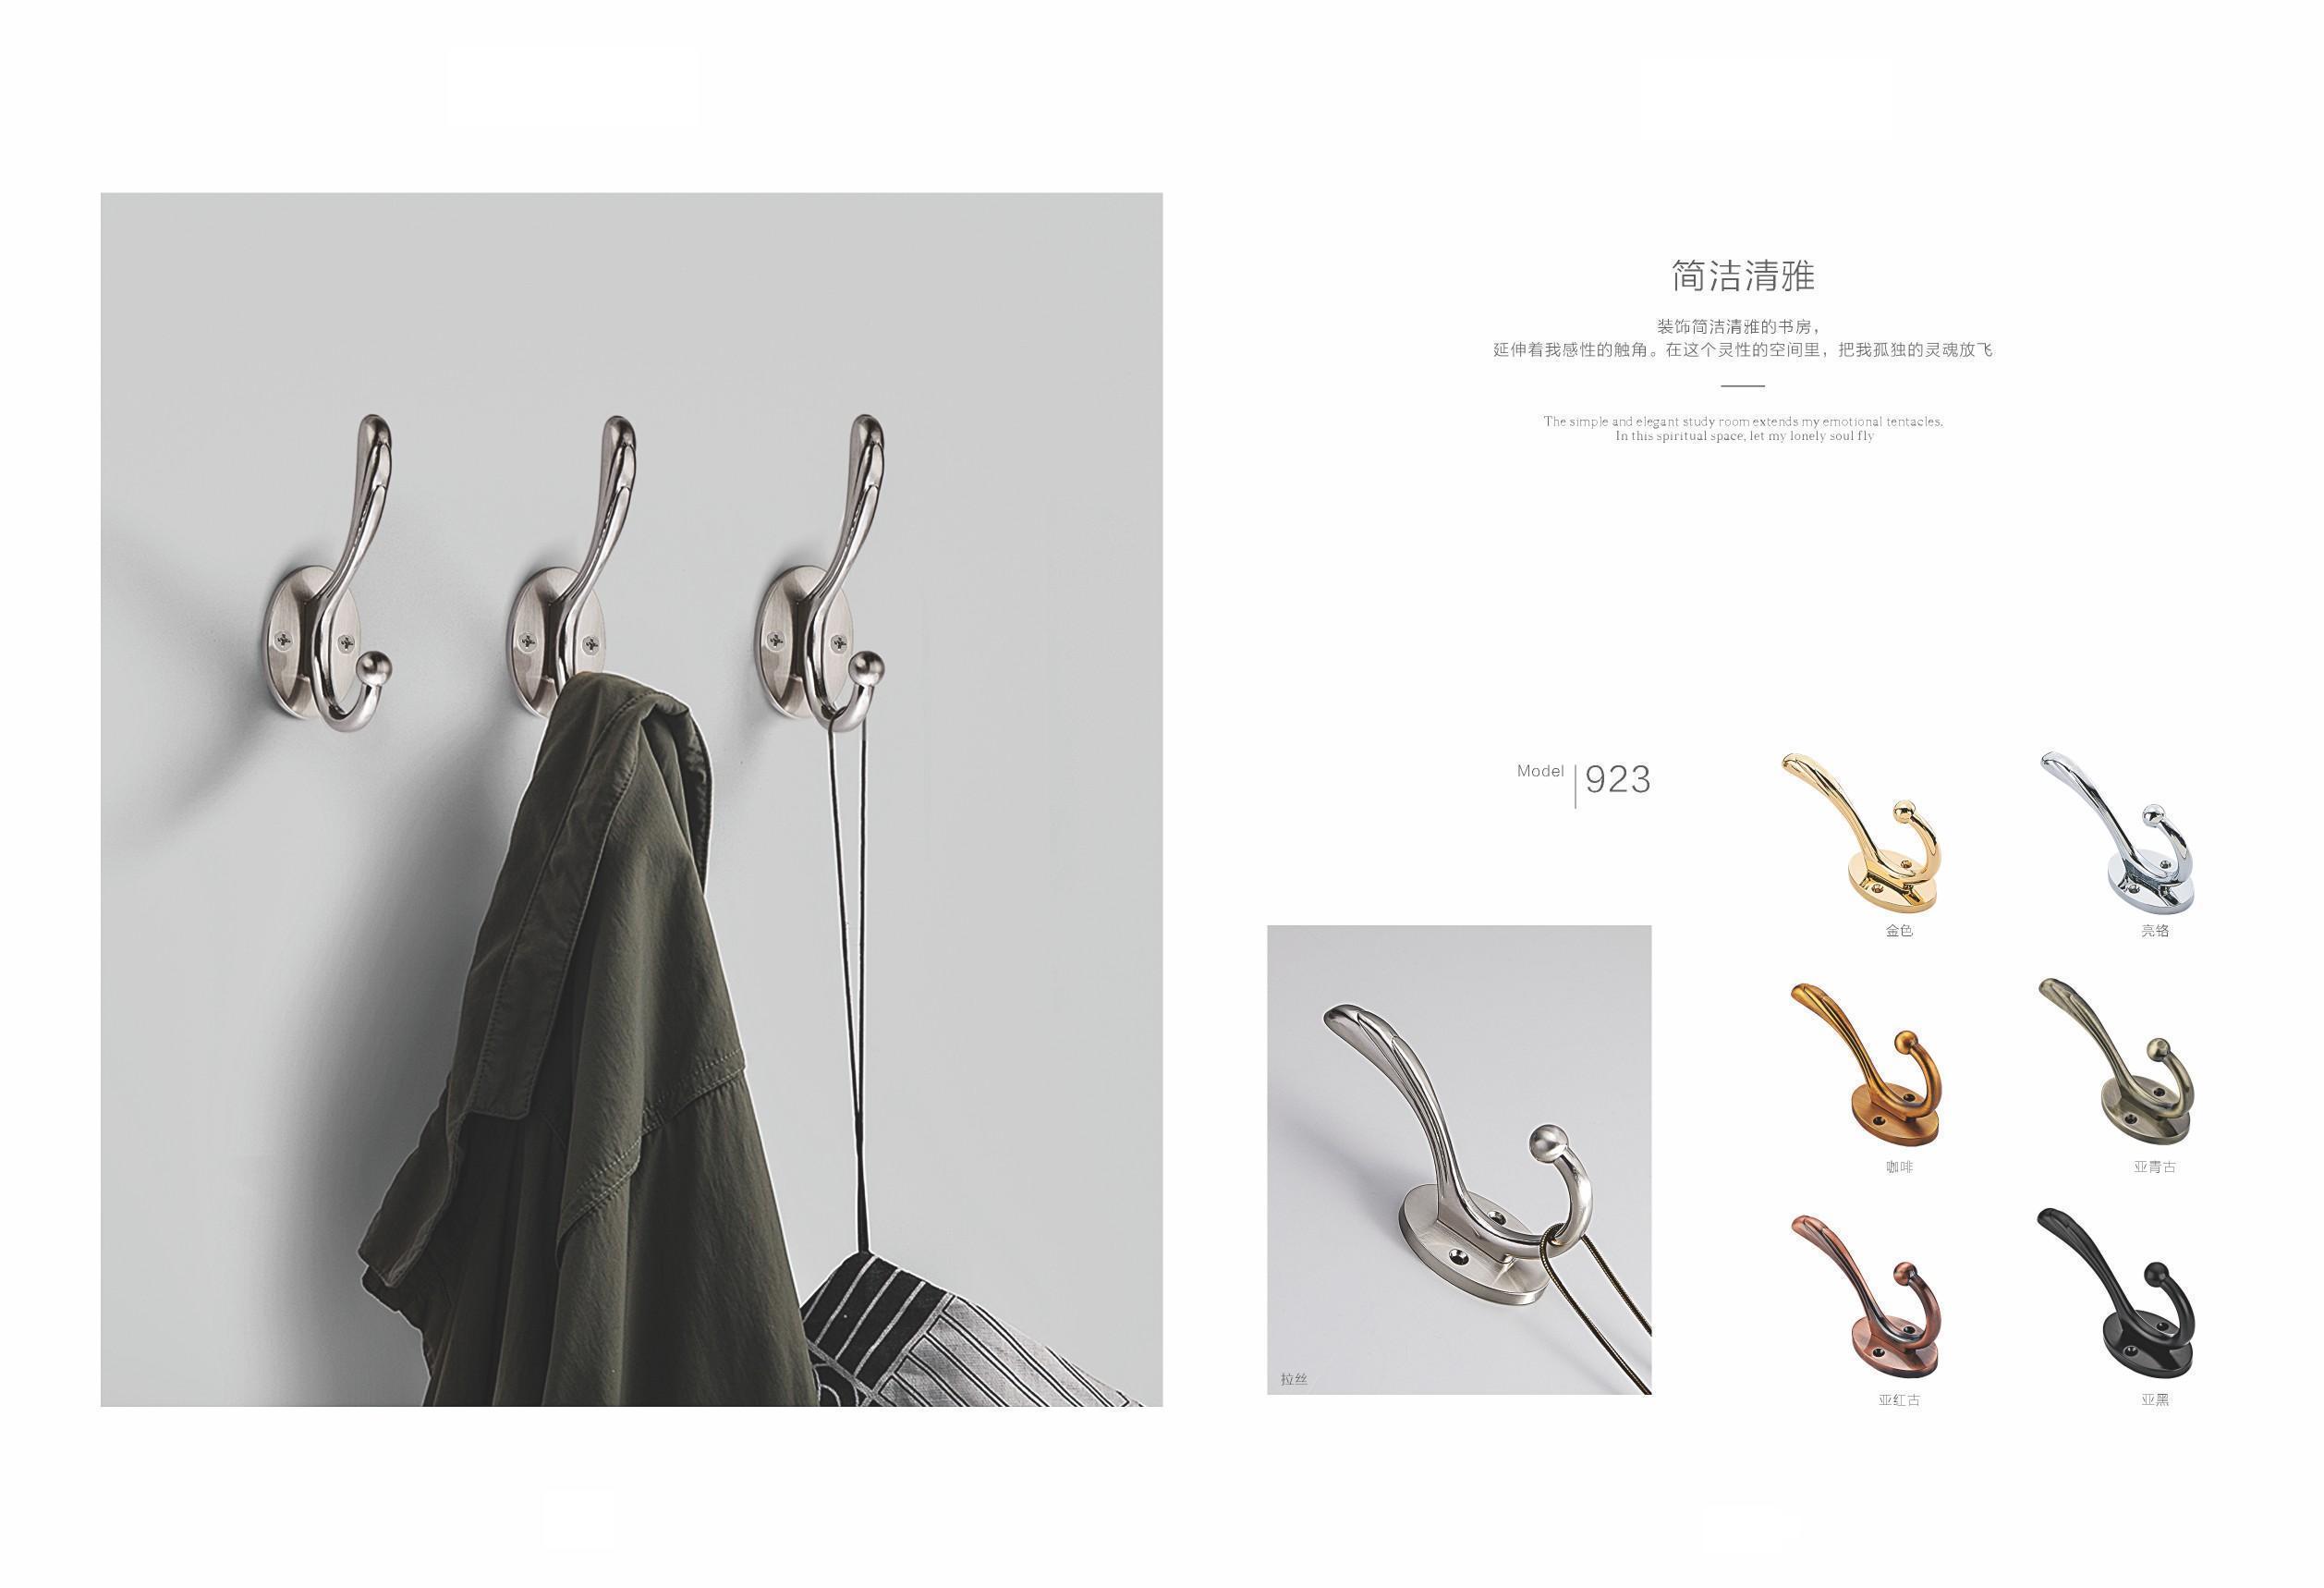 简洁清雅
装饰简洁清雅的书房，
延伸着我感性的触角。在这个灵性的空间里，把我孤独的灵魂放飞
The simple and elegant study room extends my emotional tentacles,
In this spiritual space, let my lonely soul fly
Model 923
金色
亮铬
咖啡
亚青古
拉丝
亚红古
亚黑